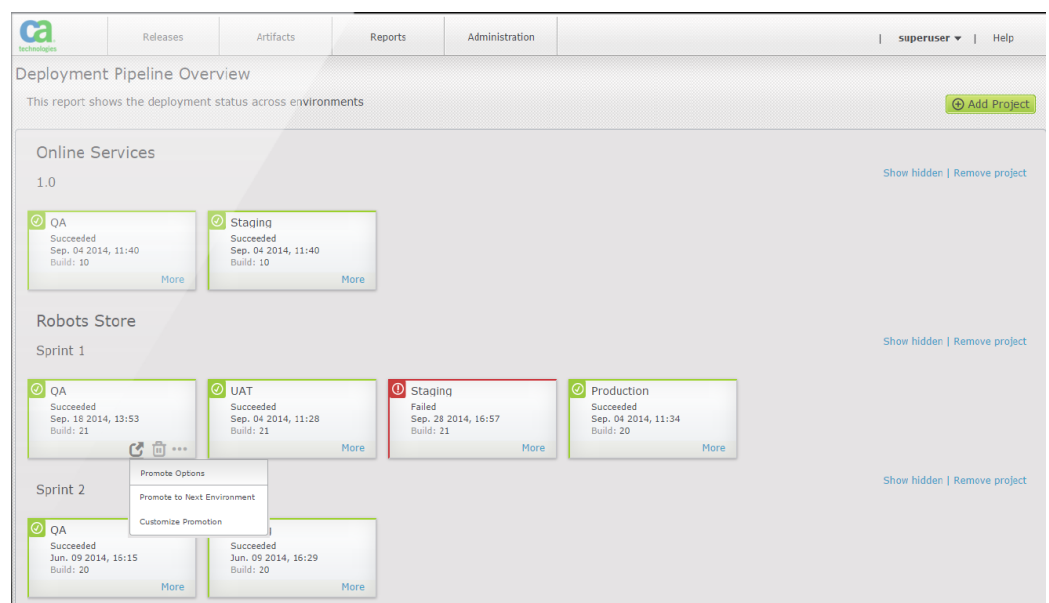 ca
technologies
Releases
Artifacts
Reports
Administration
| superuser | Help
Deployment Pipeline Overview
This report shows the deployment status across environments
Add Project
Online Services
Show hidden | Remove project
1.0
QA
Succeeded
Sep. 04 2014, 11:40
Build: 10
More
Staging
Succeeded
Sep. 04 2014, 11:40
Build: 10
More
Robots Store
Show hidden | Remove project
Sprint 1
QA
Succeeded
Sep. 18 2014, 13:53
Build: 21
UAT
Succeeded
Sep. 04 2014, 11:28
Build: 21
More
Staging
Failed
Sep. 28 2014, 16:57
Build: 21
More
Production
Succeeded
Sep. 04 2014, 11:34
Build: 20
More
Promote Options
Promote to Next Environment
Customize Promotion
Sprint 2
Show hidden | Remove project
QA
Succeeded
Jun. 09 2014, 16:15
Build: 20
More
Succeeded
Jun. 09 2014, 16:29
Build: 20
More